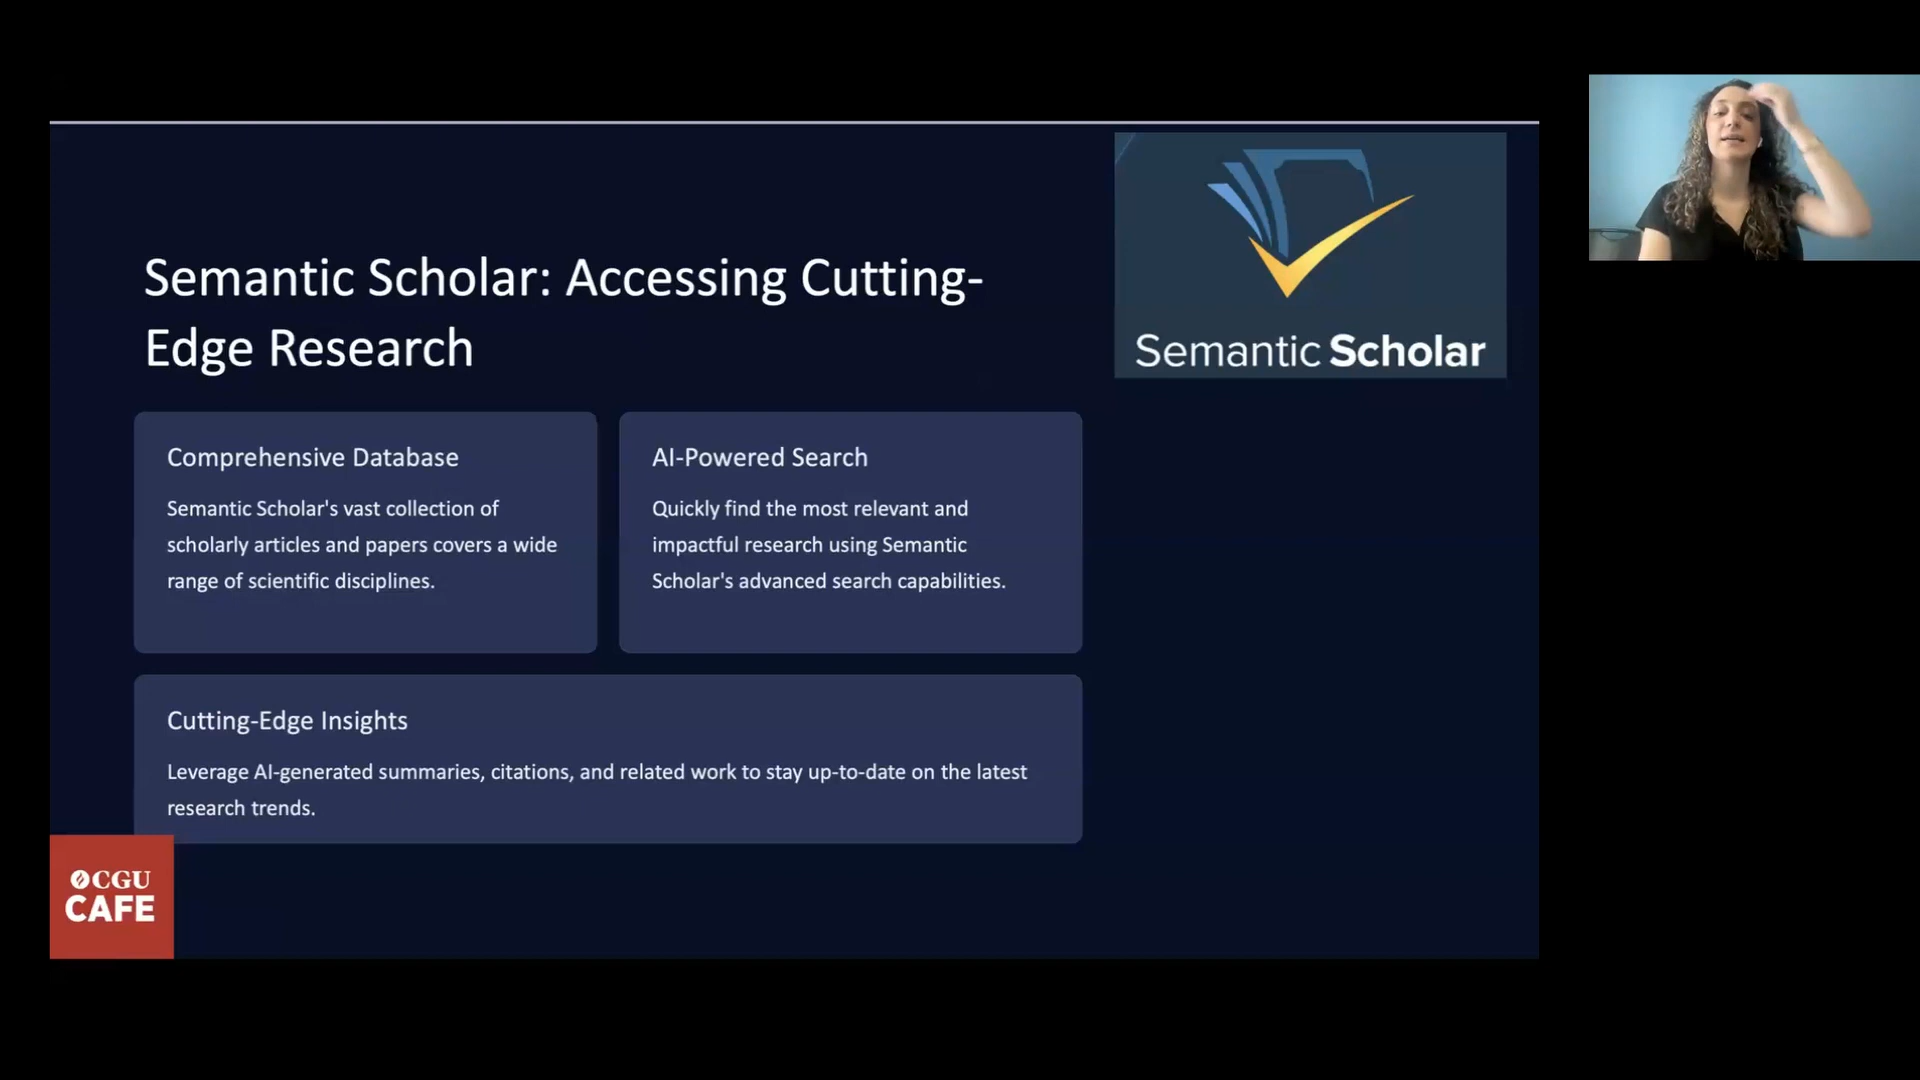 Semantic Scholar: Accessing Cutting-
Edge Research
Semantic Scholar
Comprehensive Database
Semantic Scholar's vast collection of
scholarly articles and papers covers a wide
range of scientific disciplines.
AI-Powered Search
Quickly find the most relevant and
impactful research using Semantic
Scholar's advanced search capabilities.
Cutting-Edge Insights
Leverage AI-generated summaries, citations, and related work to stay up-to-date on the latest
research trends.
CGU
CAFE